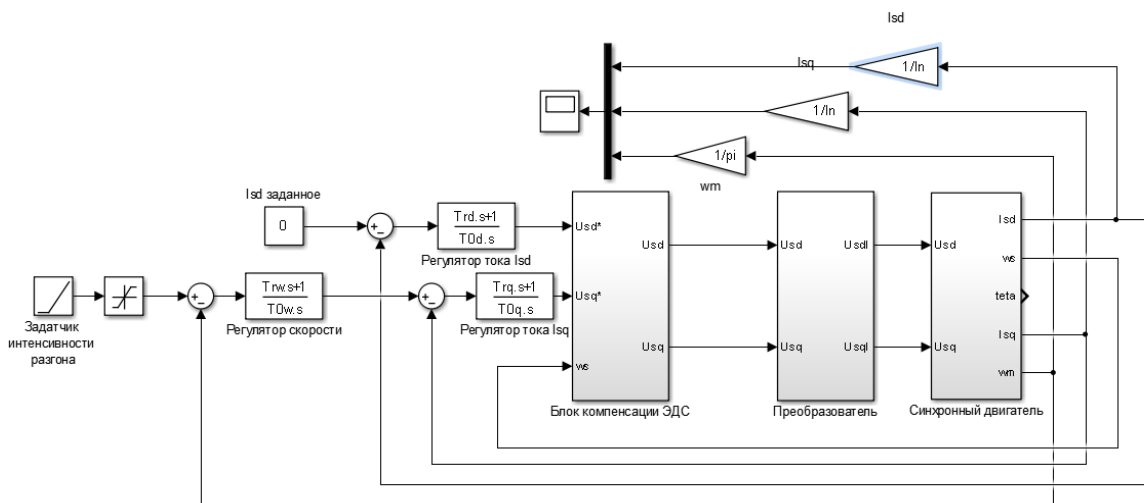 Isd
Isq
1/In
1/In
1/pi
wm
Isd заданное
0
Trd.s+1
T0d.s
Регулятор тока Isd
Задатчик
интенсивности
разгона
Trw.s+1
T0w.s
Регулятор скорости
Trq.s+1
T0q.s
Регулятор тока Isq
Usd*
Usq*
ws
Usd
Usq
Блок компенсации ЭДС
Usd
Usq
Usdl
Usql
Преобразователь
Usd
Usq
Isd
ws
teta
Isq
wm
Синхронный двигатель